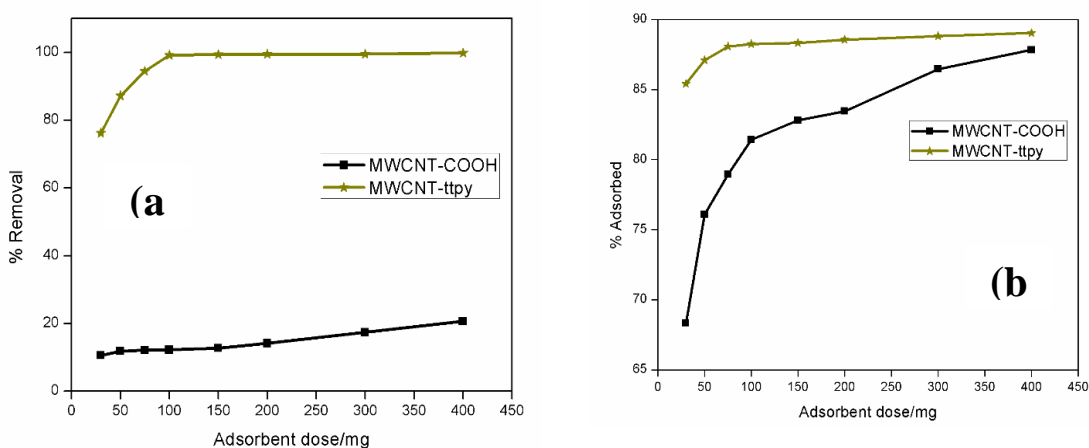 100
80
60
40
20
0
% Removal
MWCNT-COOH
MWCNT-ttpy
(a
0 50 100 150 200 250 300 350 400 450
Adsorbent dose/mg
90
85
80
75
70
65
% Adsorbed
MWCNT-COOH
MWCNT-ttpy
(b
0 50 100 150 200 250 300 350 400 450
Adsorbent dose/mg